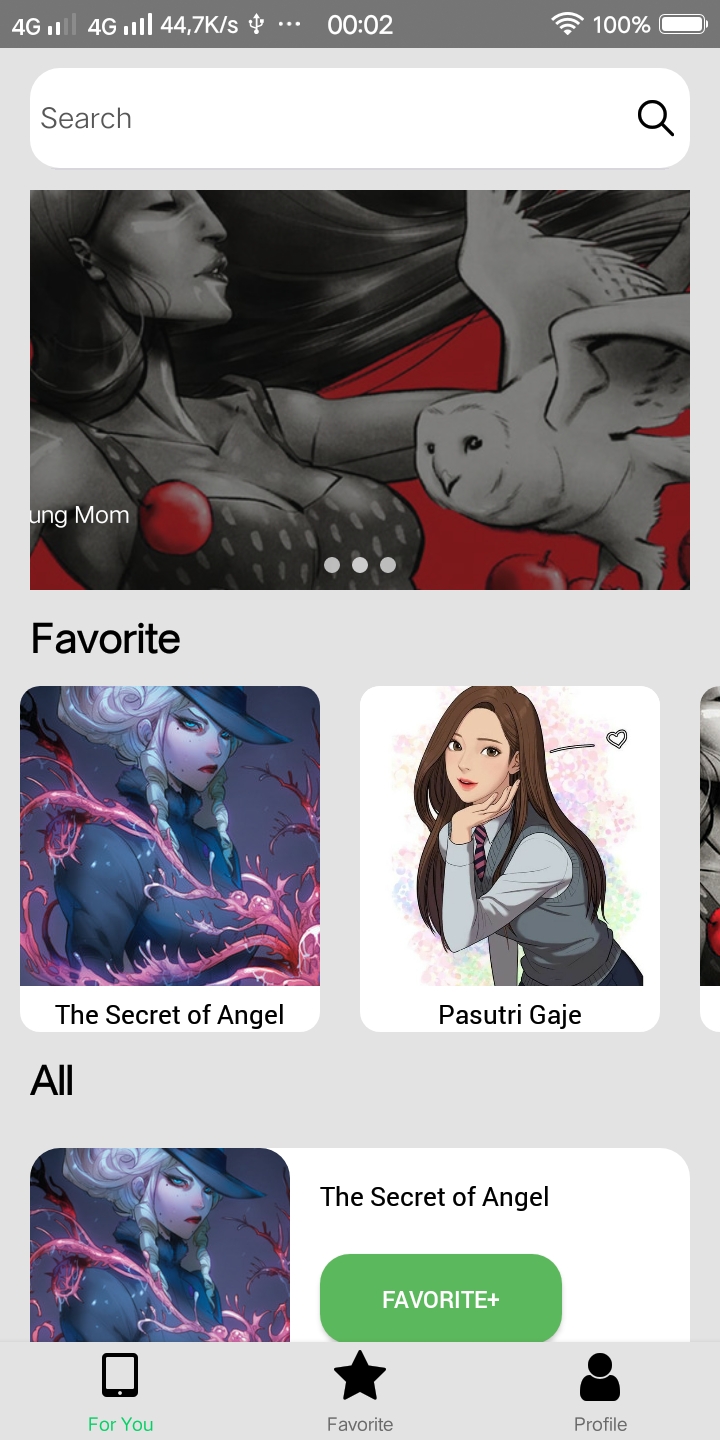 4G 4G 44,7K/s ... 00:02 100%
Search
ung Mom
Favorite
The Secret of Angel
Pasutri Gaje
All
The Secret of Angel
FAVORITE+
For You Favorite Profile